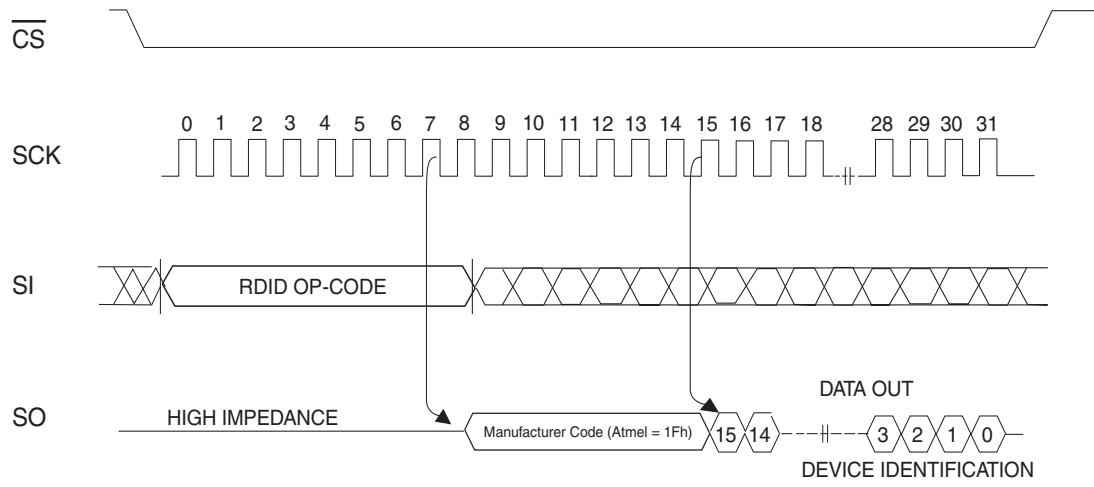 CS
SCK
0 1 2 3 4 5 6 7 8 9 10 11 12 13 14 15 16 17 18 28 29 30 31
SI
RDID OP-CODE
SO
HIGH IMPEDANCE
Manufacturer Code (Atmel = 1Fh)
DATA OUT
15 14 3 2 1 0
DEVICE IDENTIFICATION